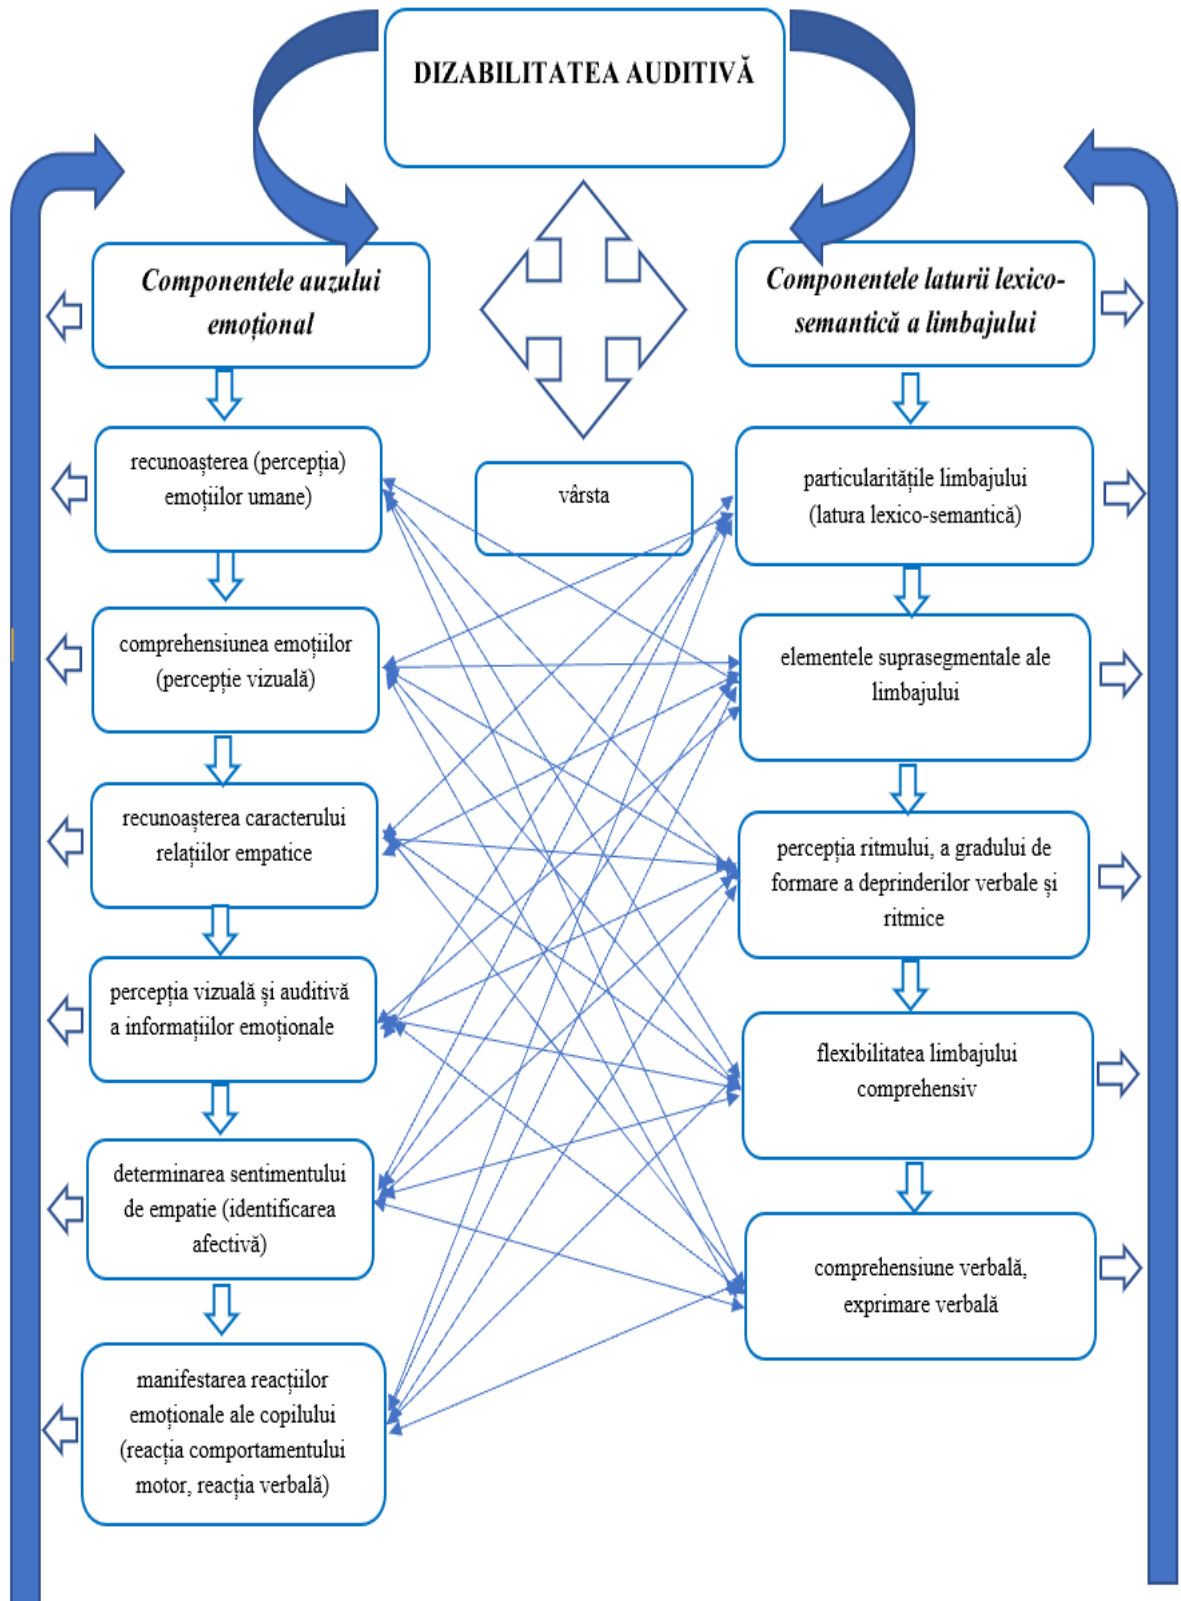 DIZABILITATEA AUDITIVĂ
Componentele auzului
emoțional
recunoașterea (percepția)
emoțiilor umane)
comprehensiunea emoțiilor
(percepție vizuală)
recunoașterea caracterului
relațiilor empatice
percepția vizuală și auditivă
a informațiilor emoționale
determinarea sentimentului
de empatie (identificarea
afectivă)
manifestarea reacțiilor
emoționale ale copilului
(reacția comportamentului
motor, reacția verbală)
vârsta
Componentele laturii lexico-
semantică a limbajului
particularitățile limbajului
(latura lexico-semantică)
elementele suprasegmentale ale
limbajului
percepția ritmului, a gradului de
formare a deprinderilor verbale și
ritmice
flexibilitatea limbajului
comprehensiv
comprehensiune verbală,
exprimare verbală